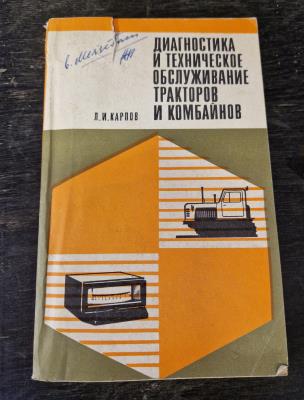 ДИАГНОСТИКА
И ТЕХНИЧЕСКОЕ
ОБСЛУЖИВАНИЕ
ТРАКТОРОВ
И КОМБАЙНОВ
Л.И.КАРПОВ